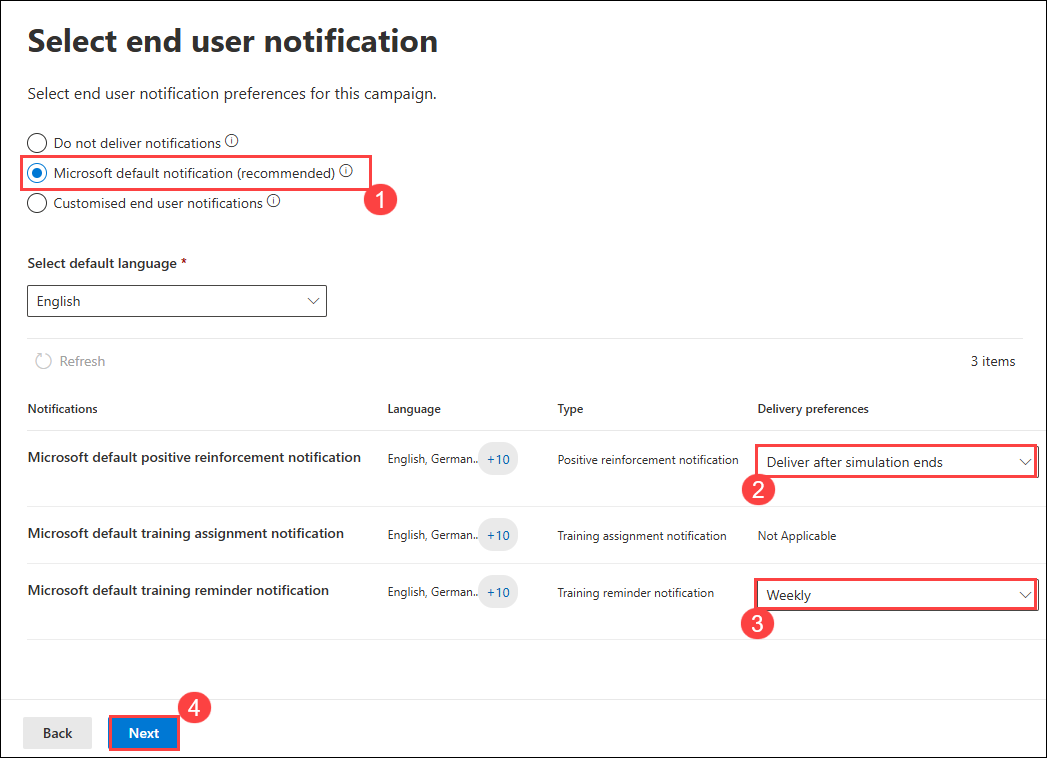 Select end user notification
Select end user notification preferences for this campaign.
Do not deliver notifications
Microsoft default notification (recommended)
1
Customised end user notifications
Select default language *
English
Refresh
3 items
Notifications Language Type Delivery preferences
Microsoft default positive reinforcement notification English, German.. +10 Positive reinforcement notification Deliver after simulation ends
2
Microsoft default training assignment notification English, German.. +10 Training assignment notification Not Applicable
Microsoft default training reminder notification English, German.. +10 Training reminder notification Weekly
3
4
Back Next